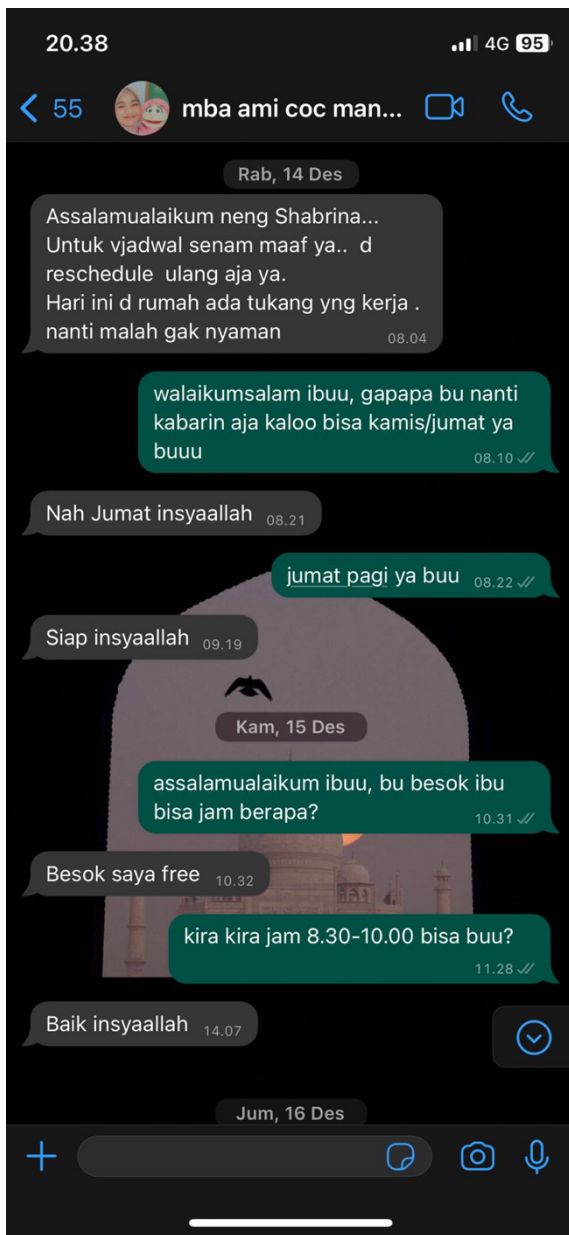 20.38
4G 95
55 mba ami coc man...
Rab, 14 Des
Assalamualaikum neng Shabrina...
Untuk vjadwal senam maaf ya.. d
reschedule ulang aja ya.
Hari ini d rumah ada tukang yng kerja .
nanti malah gak nyaman 08.04
walaikumsalam ibuu, gapapa bu nanti
kabarin aja kaloo bisa kamis/jumat ya
buuu 08.10
Nah Jumat insyaallah 08.21
jumat pagi ya buu 08.22
Siap insyaallah 09.19
Kam, 15 Des
assalamualaikum ibuu, bu besok ibu
bisa jam berapa? 10.31
Besok saya free 10.32
kira kira jam 8.30-10.00 bisa buu?
11.28
Baik insyaallah 14.07
Jum, 16 Des